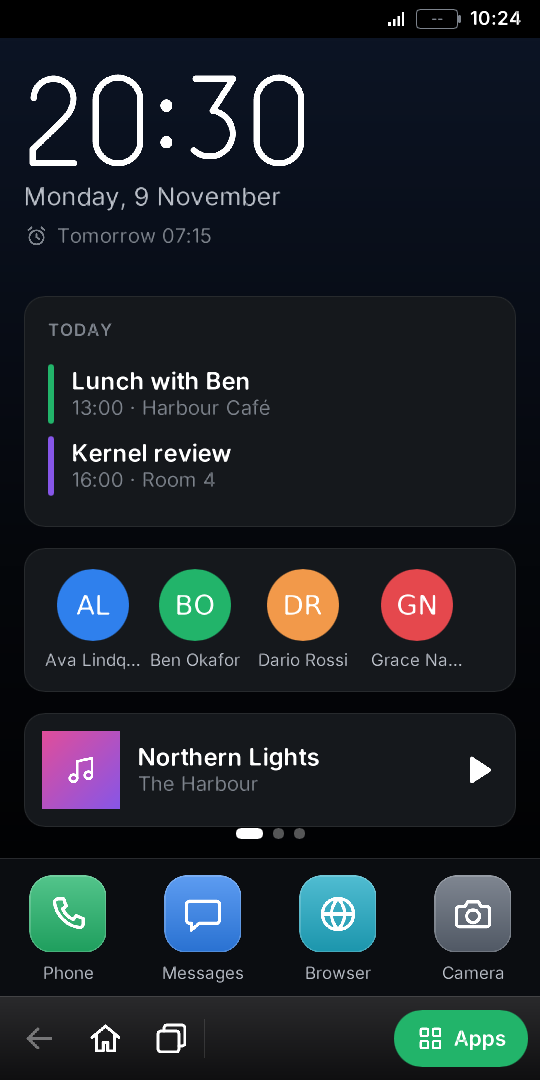 -- 10:24
20:30
Monday, 9 November
Tomorrow 07:15
TODAY
Lunch with Ben
13:00 · Harbour Café
Kernel review
16:00 · Room 4
AL BO DR GN
Ava Lindq... Ben Okafor Dario Rossi Grace Na...
Northern Lights
The Harbour
Phone Messages Browser Camera
Apps